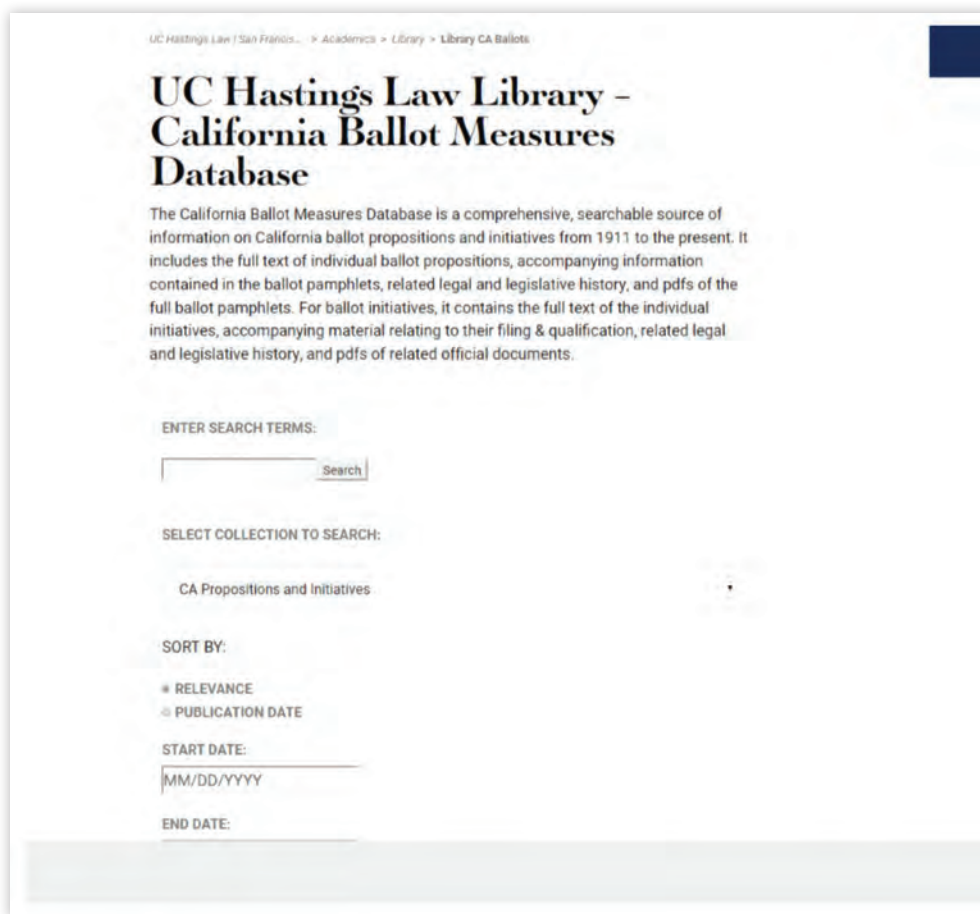 UC Hastings Law | San Francis... > Academics > Library > Library CA Ballots
UC Hastings Law Library –
California Ballot Measures
Database
The California Ballot Measures Database is a comprehensive, searchable source of
information on California ballot propositions and initiatives from 1911 to the present. It
includes the full text of individual ballot propositions, accompanying information
contained in the ballot pamphlets, related legal and legislative history, and pdfs of the
full ballot pamphlets. For ballot initiatives, it contains the full text of the individual
initiatives, accompanying material relating to their filing & qualification, related legal
and legislative history, and pdfs of related official documents.
ENTER SEARCH TERMS:
Search
SELECT COLLECTION TO SEARCH:
CA Propositions and Initiatives
SORT BY:
RELEVANCE
PUBLICATION DATE
START DATE:
MM/DD/YYYY
END DATE: